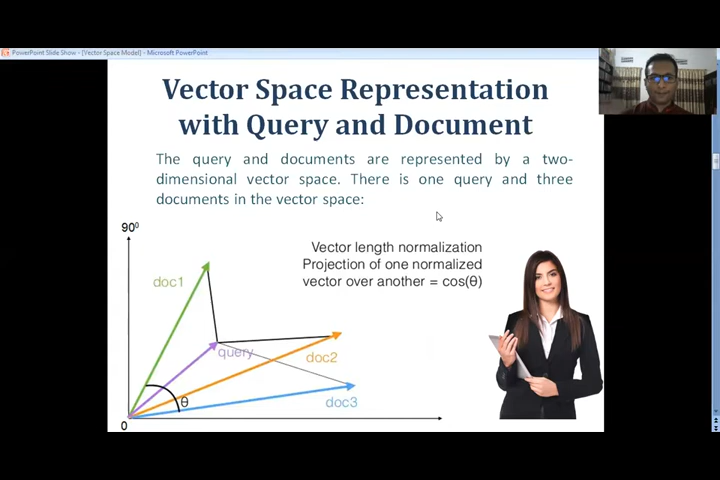 PowerPoint Slide Show - [Vector Space Model] - Microsoft PowerPoint
Vector Space Representation
with Query and Document
The query and documents are represented by a two-
dimensional vector space. There is one query and three
documents in the vector space:
90⁰
Vector length normalization
Projection of one normalized
vector over another = cos(θ)
doc1
query
doc2
θ
doc3
0